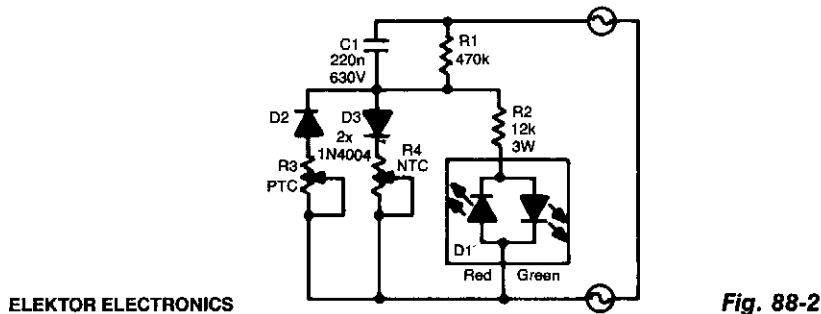 C1
220n
630V
R1
470k
D2
D3
2x
1N4004
R2
12k
3W
R3
PTC
R4
NTC
D1
Red Green
ELEKTOR ELECTRONICS
Fig. 88-2